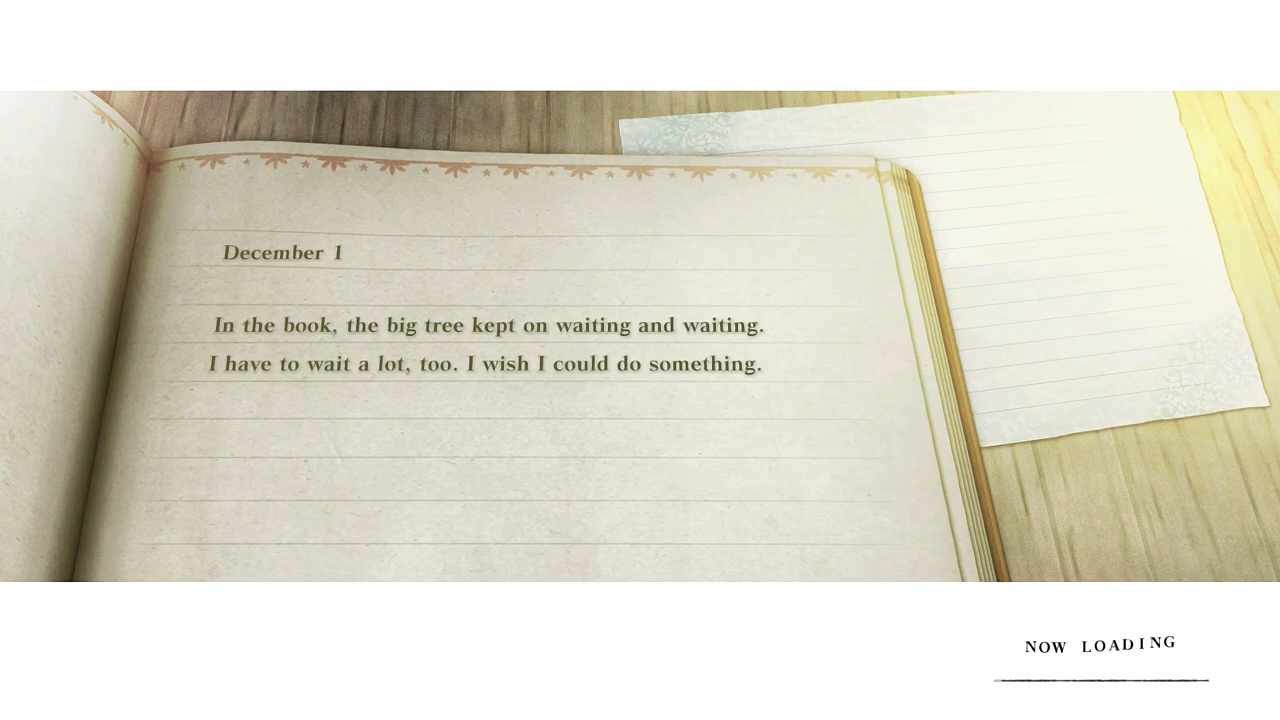 December 1
In the book, the big tree kept on waiting and waiting.
I have to wait a lot, too. I wish I could do something.
NOW LOADING